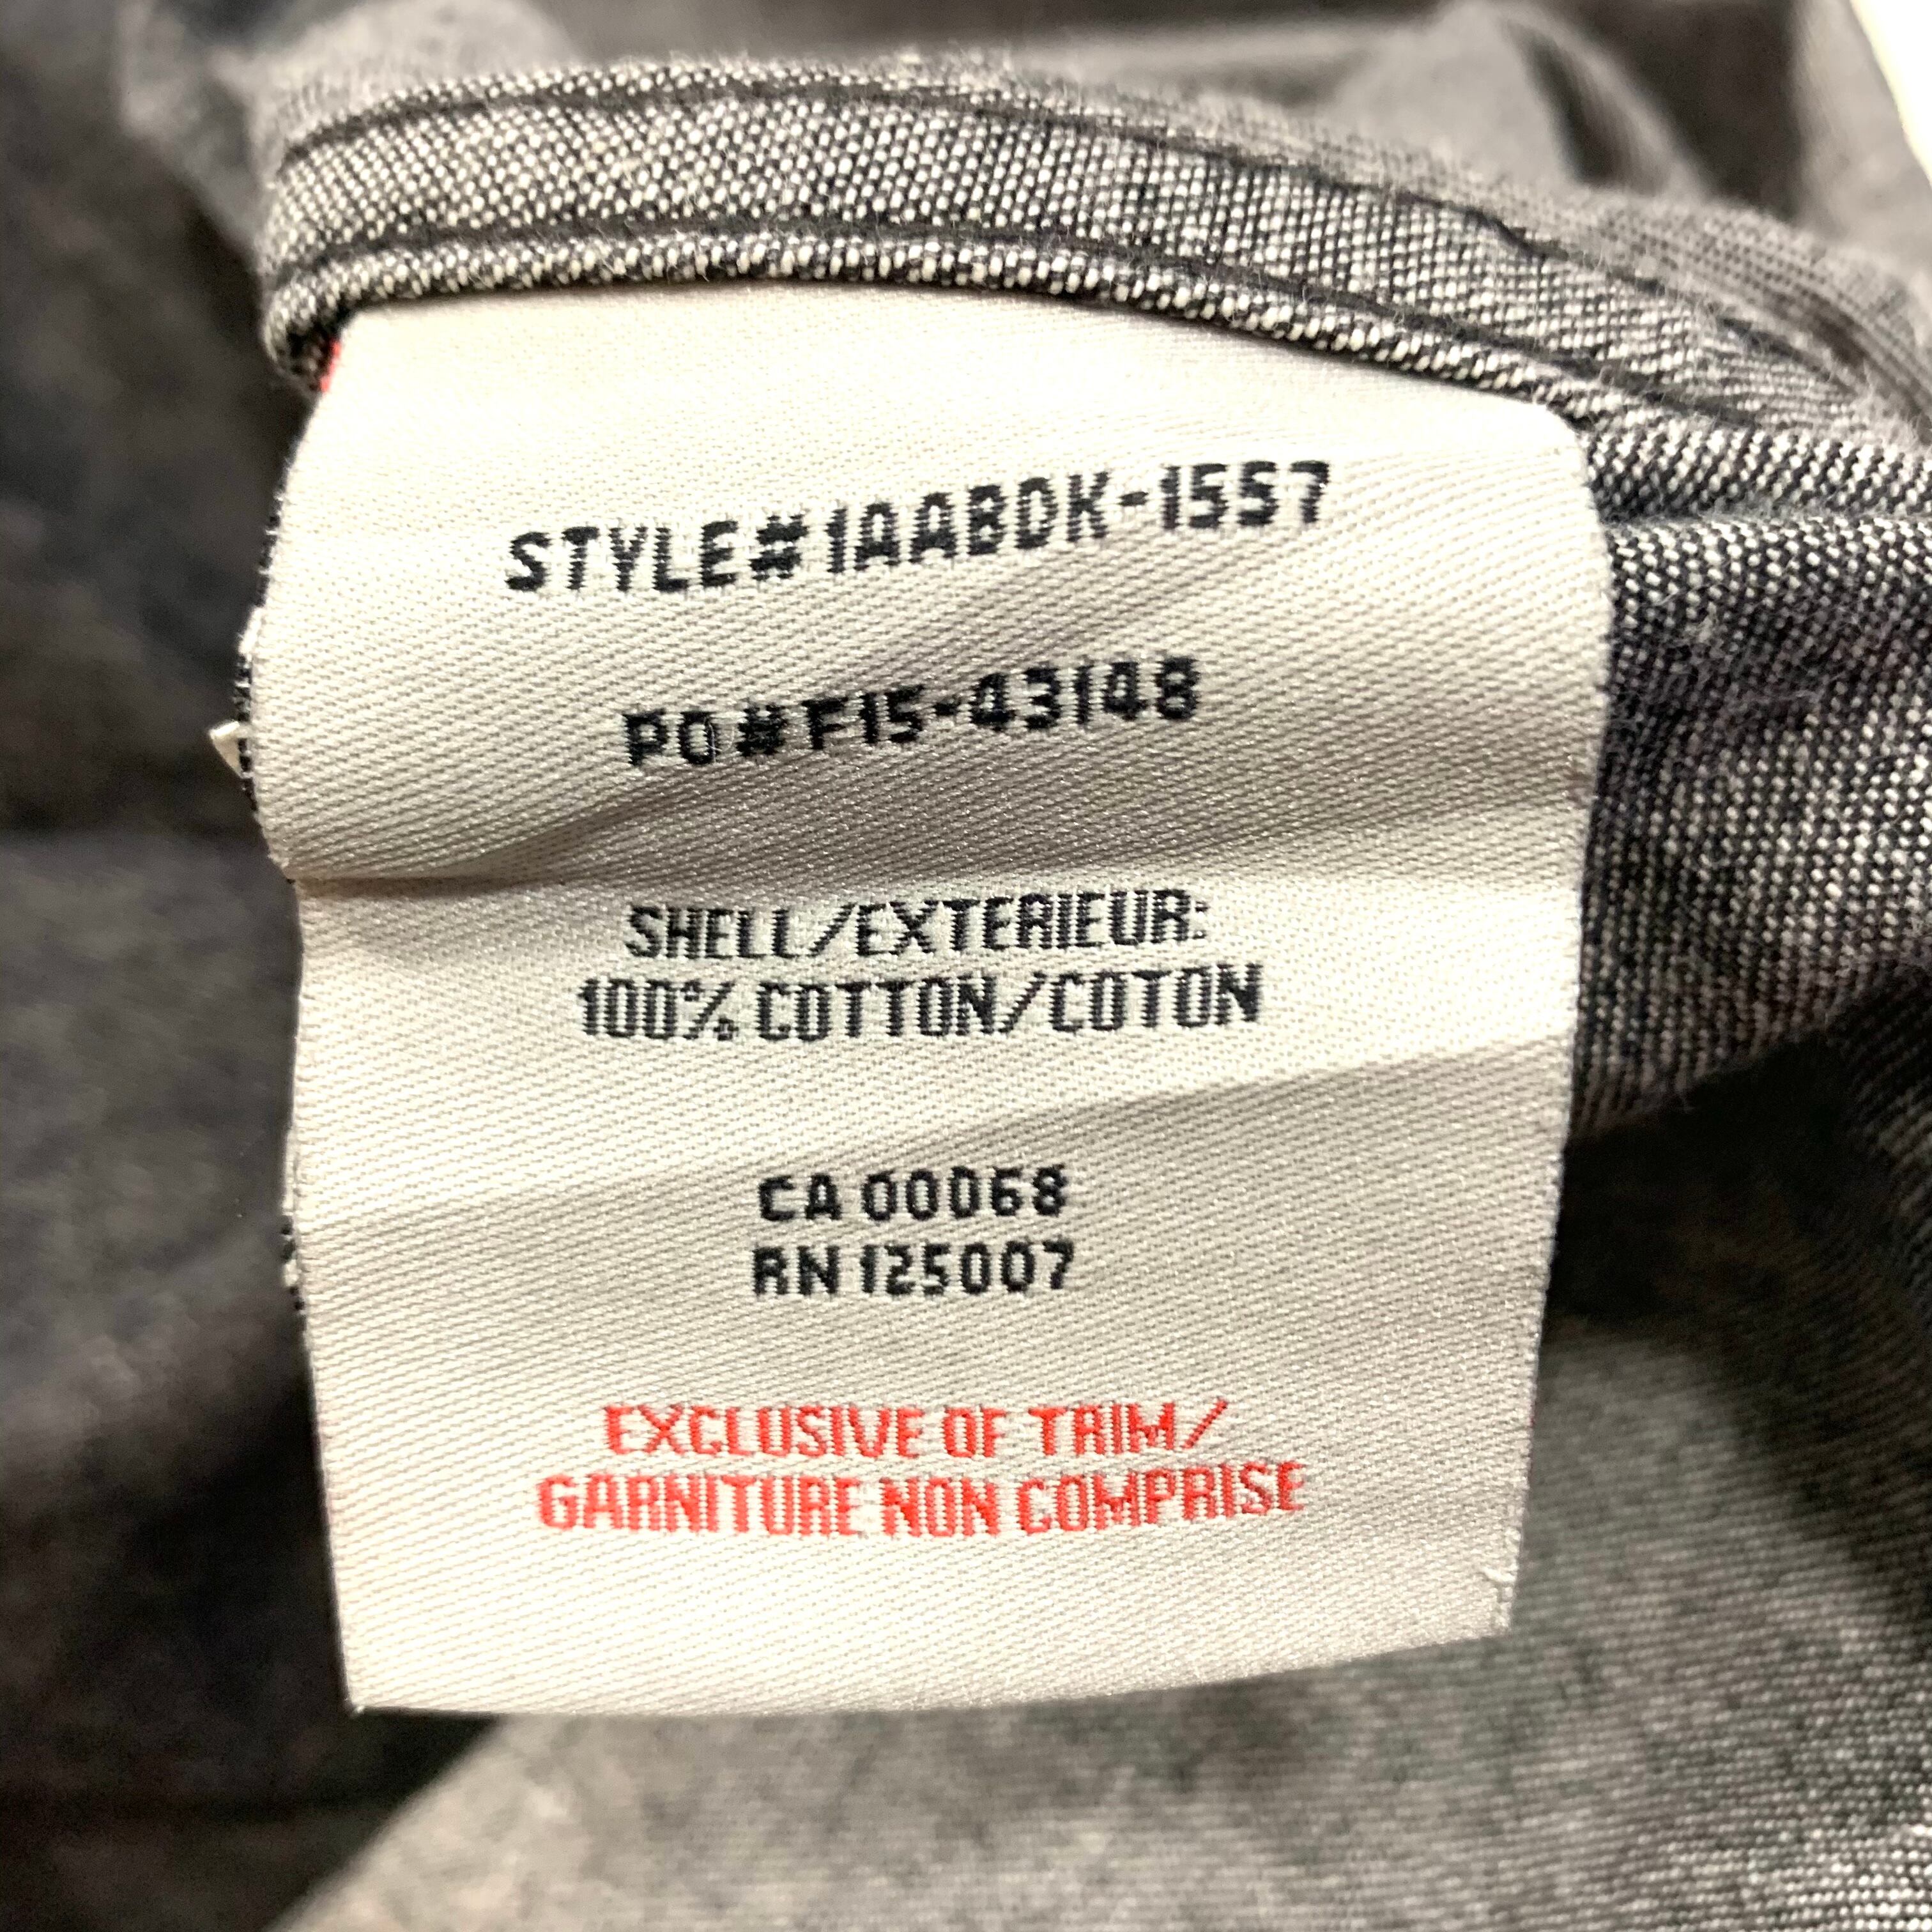 STYLE#1AABDK-1557
PO#F15-43148
SHELL/EXTERIEUR:
100% COTTON/COTON
CA 00068
RN 125007
EXCLUSIVE OF TRIM/
GARNITURE NON COMPRISE